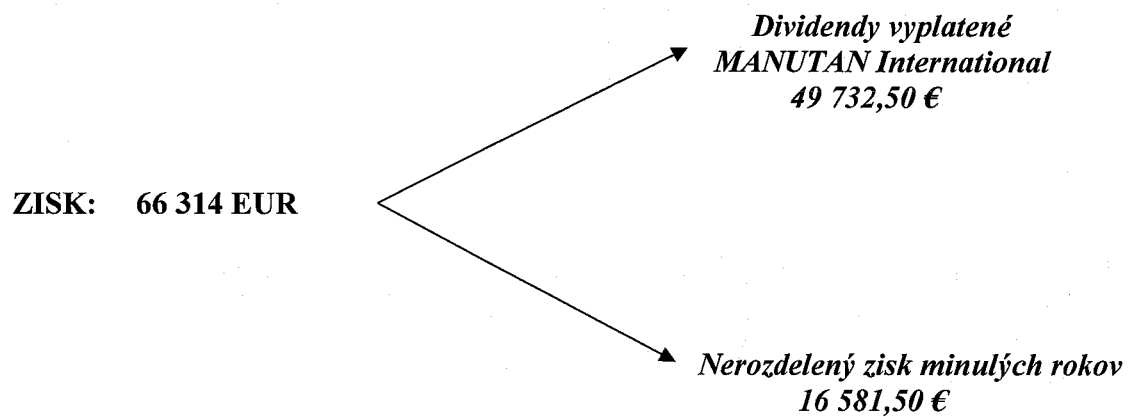 Dividendy vyplatené
MANUTAN International
49 732,50 €
ZISK: 66 314 EUR
Nerozdelený zisk minulých rokov
16 581,50 €